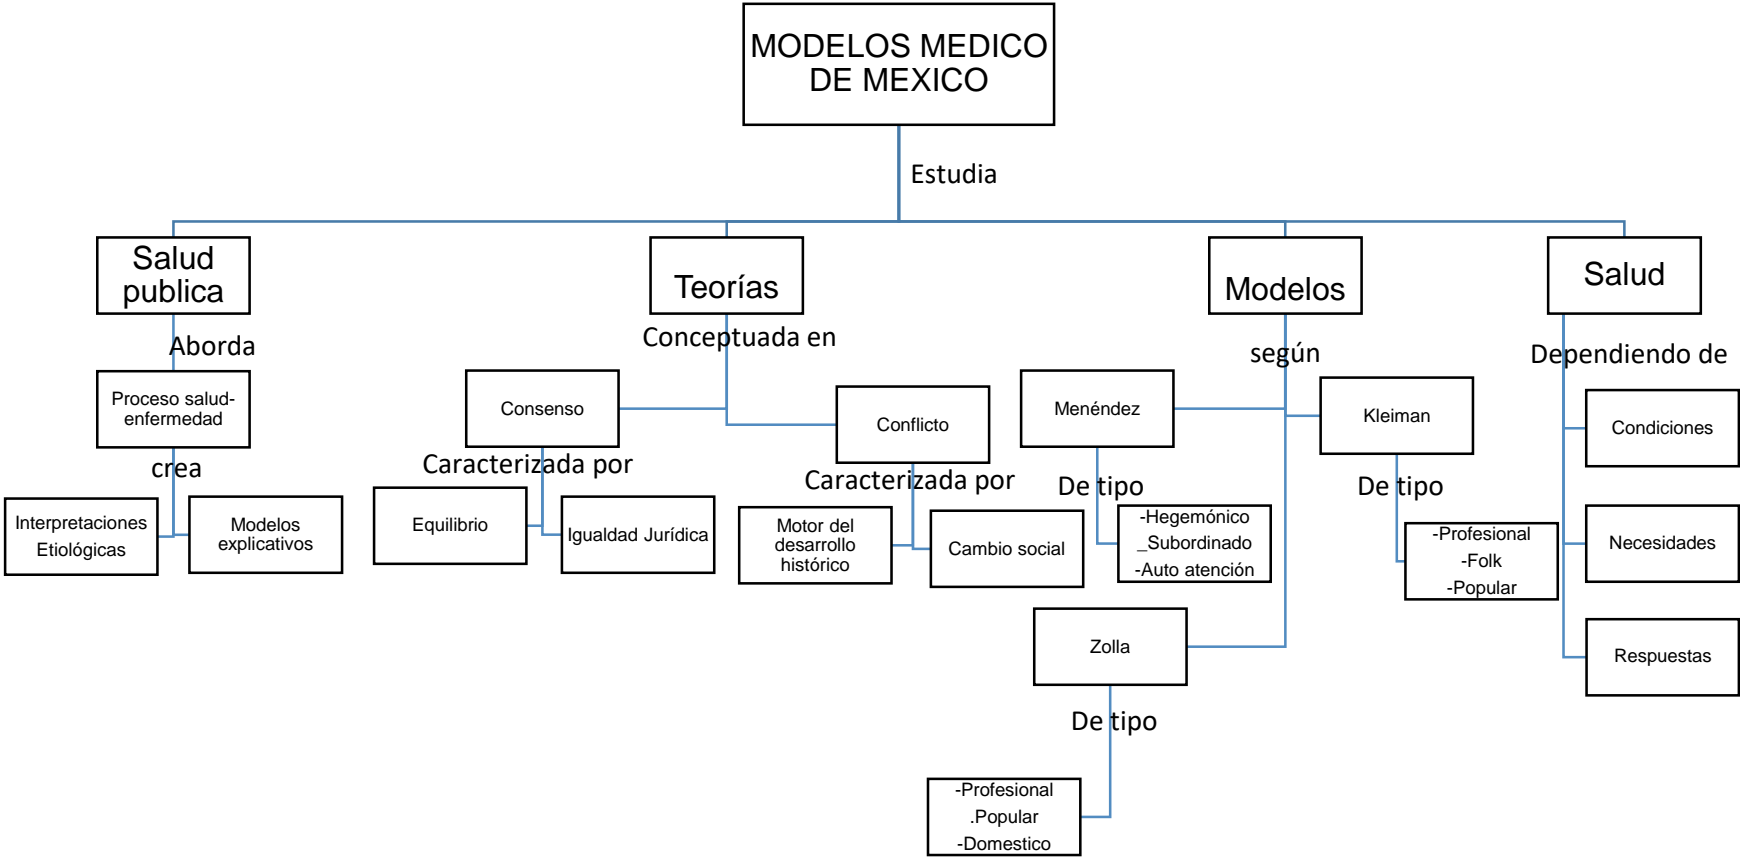 MODELOS MEDICO
DE MEXICO
Estudia
Salud
publica
Teorías
Modelos
Salud
Aborda
Conceptuada en
según
Dependiendo de
Proceso salud-
enfermedad
Consenso
Conflicto
Menéndez
Kleiman
Condiciones
crea
Caracterizada por
Caracterizada por
De tipo
De tipo
Interpretaciones
Etiológicas
Modelos
explicativos
Equilibrio
Igualdad Jurídica
Motor del
desarrollo
histórico
Cambio social
-Hegemónico
_Subordinado
-Auto atención
-Profesional
-Folk
-Popular
Necesidades
Zolla
Respuestas
De tipo
-Profesional
.Popular
-Domestico